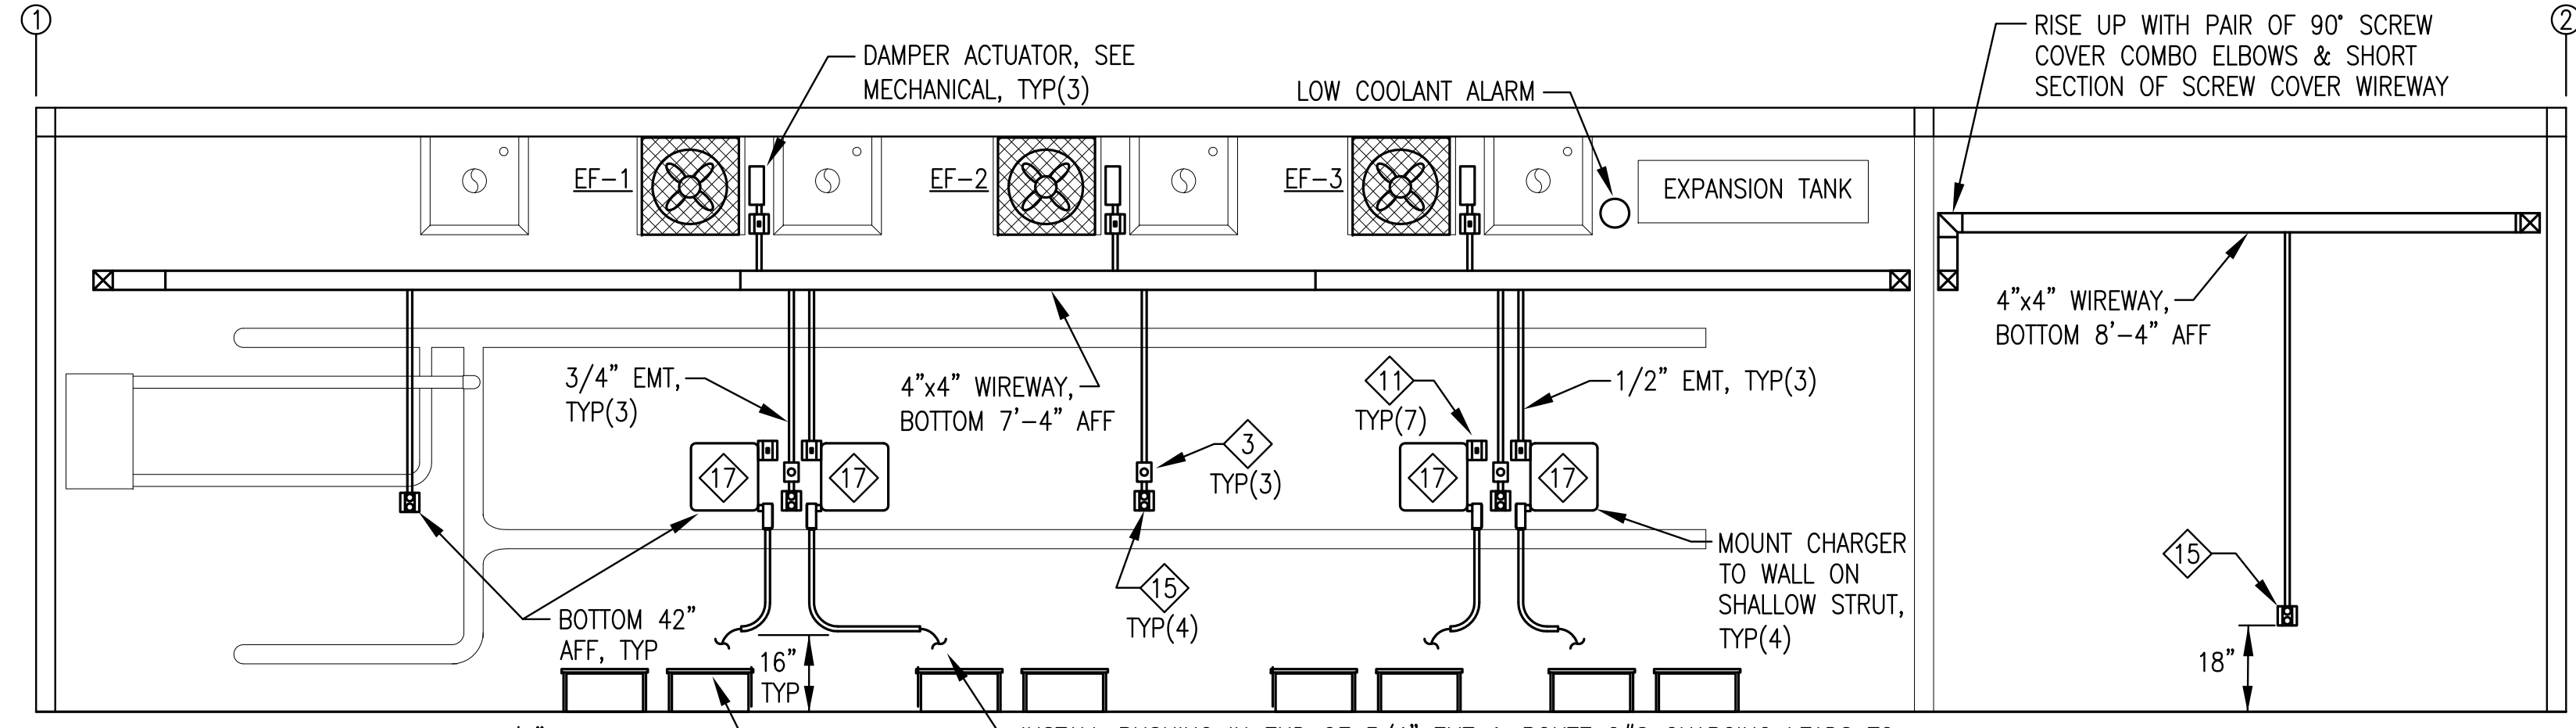 1
2
RISE UP WITH PAIR OF 90° SCREW
COVER COMBO ELBOWS & SHORT
SECTION OF SCREW COVER WIREWAY
DAMPER ACTUATOR, SEE
MECHANICAL, TYP(3)
LOW COOLANT ALARM
EF-1
EF-2
EF-3
EXPANSION TANK
4"x4" WIREWAY,
BOTTOM 8'-4" AFF
3/4" EMT,
TYP(3)
4"x4" WIREWAY,
BOTTOM 7'-4" AFF
11
TYP(7)
1/2" EMT, TYP(3)
3
TYP(3)
17
17
17
17
15
TYP(4)
MOUNT CHARGER
TO WALL ON
SHALLOW STRUT,
TYP(4)
15
BOTTOM 42"
AFF, TYP
16"
TYP
18"